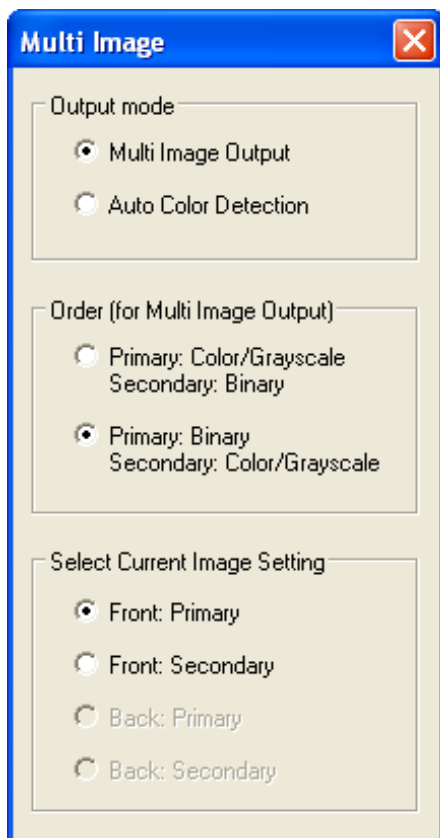 Multi Image
Output mode
Multi Image Output
Auto Color Detection
Order (for Multi Image Output)
Primary: Color/Grayscale
Secondary: Binary
Primary: Binary
Secondary: Color/Grayscale
Select Current Image Setting
Front: Primary
Front: Secondary
Back: Primary
Back: Secondary